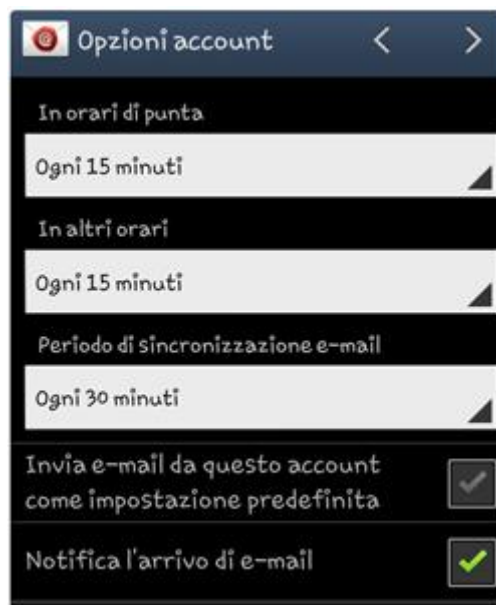 Opzioni account
In orari di punta
Ogni 15 minuti
In altri orari
Ogni 15 minuti
Periodo di sincronizzazione e-mail
Ogni 30 minuti
Invia e-mail da questo account
come impostazione predefinita
Notifica l'arrivo di e-mail